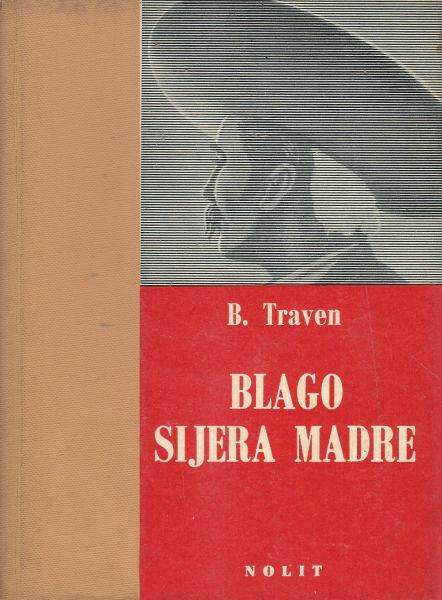 B. Traven
BLAGO
SIJERA MADRE
NOLIT